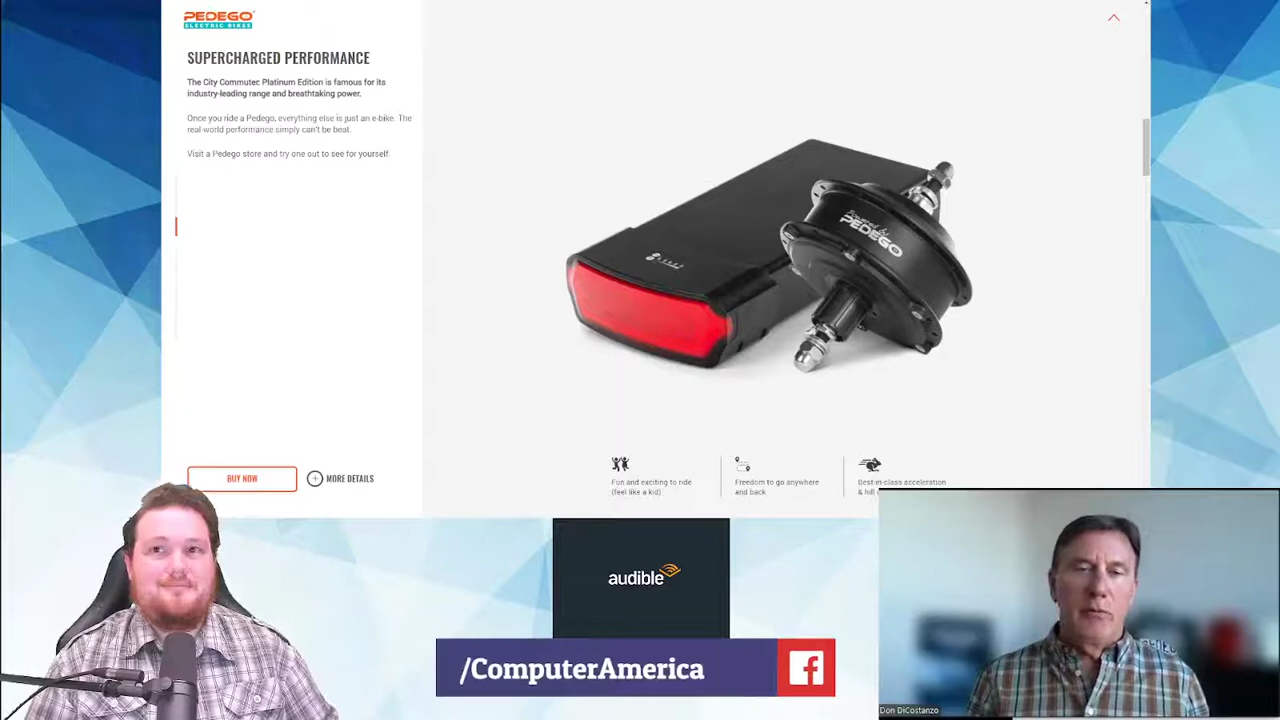 PEDEGO
ELECTRIC BIKES
SUPERCHARGED PERFORMANCE
The City Commuter: Platinum Edition is famous for its
industry-leading range and breathtaking power.
Once you ride a Pedego, everything else is just an e-bike. The
real-world performance simply can't be beat.
Visit a Pedego store and try one out to see for yourself.
Powered by
PEDEGO
BUY NOW
MORE DETAILS
Fun and exciting to ride
(feel like a kid)
Freedom to go anywhere
and back
Best-in-class acceleration
& hill
audible
/ComputerAmerica
Don DiCostanzo